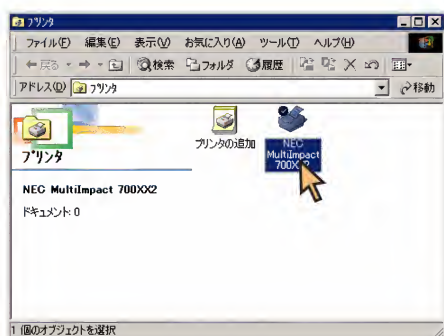 プリンタ
ファイル(F) 編集(E) 表示(V) お気に入り(A) ツール(T) ヘルプ(H)
戻る 検索 フォルダ 履歴
アドレス(D) プリンタ 移動
プリンタ
NEC MultiImpact 700XX2
ドキュメント: 0
プリンタの追加
NEC
MultiImpact
700XX2
1 個のオブジェクトを選択